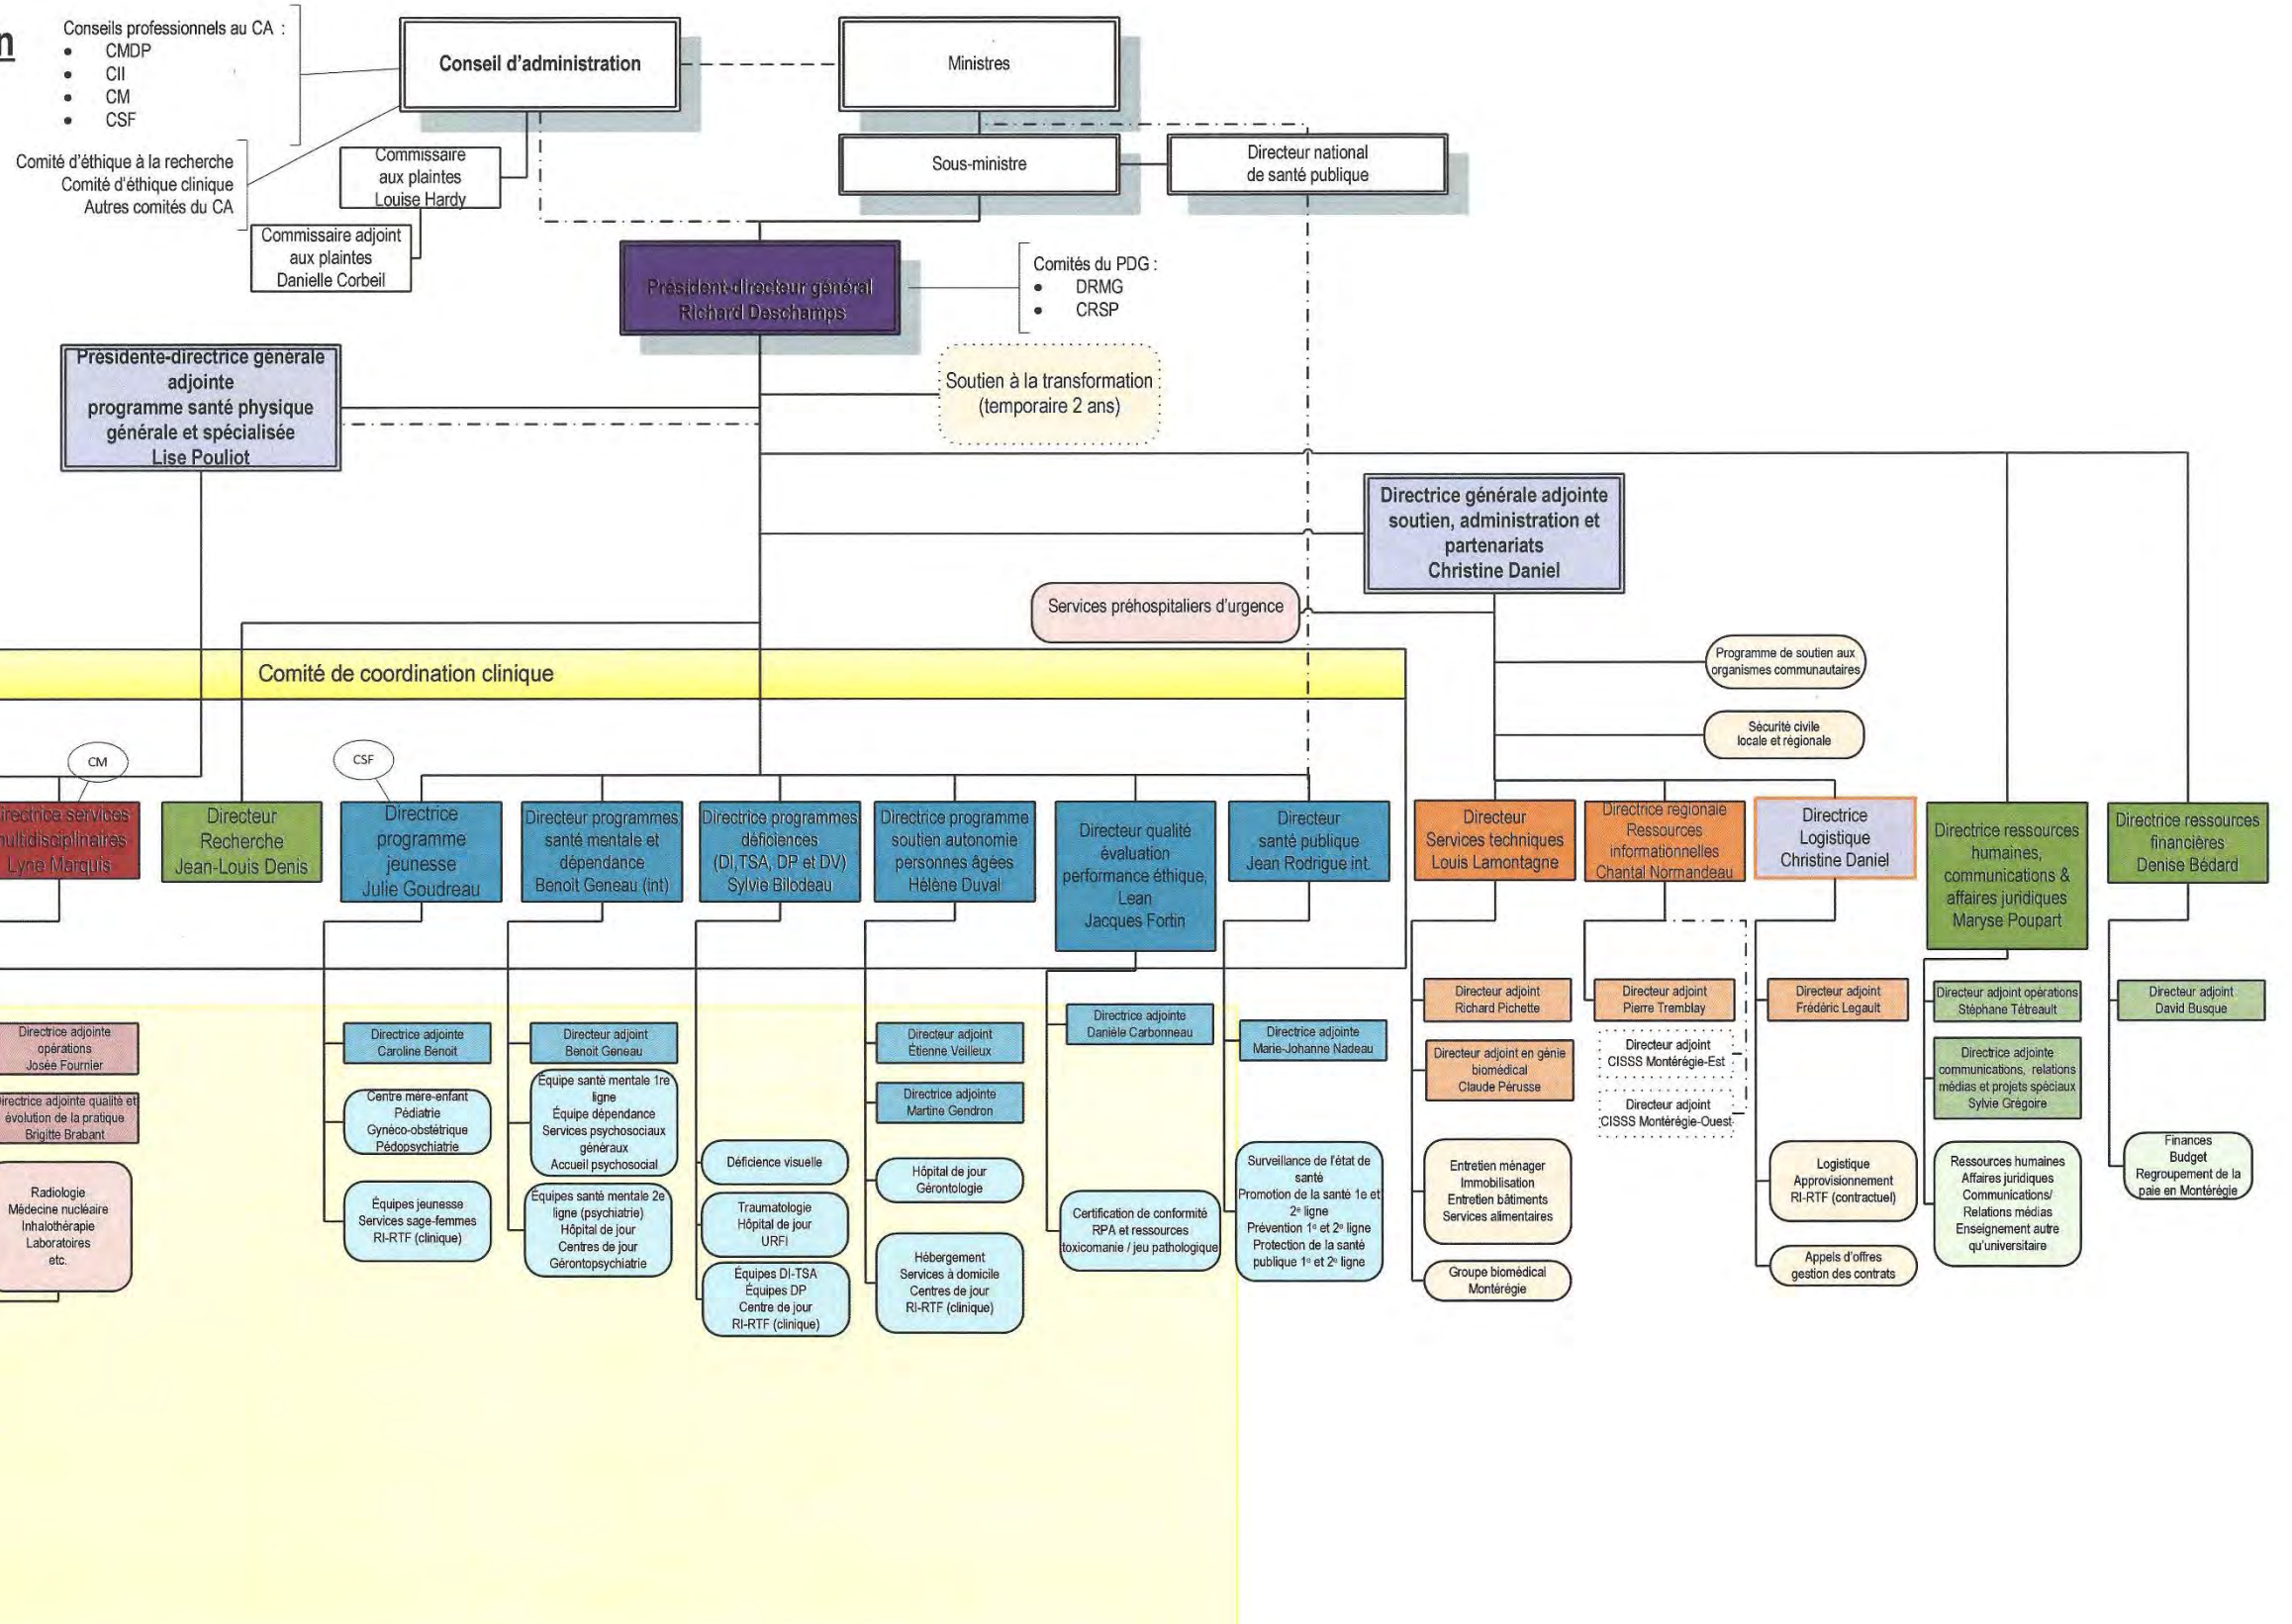 n
Conseils professionnels au CA :
• CMDP
• CII
• CM
• CSF
Comité d'éthique à la recherche
Comité d'éthique clinique
Autres comités du CA
Conseil d'administration
Ministres
Commissaire
aux plaintes
Louise Hardy
Commissaire adjoint
aux plaintes
Danielle Corbeil
Sous-ministre
Directeur national
de santé publique
Président-directeur général
Richard Deschamps
Comités du PDG :
• DRMG
• CRSP
Présidente-directrice générale
adjointe
programme santé physique
générale et spécialisée
Lise Pouliot
Soutien à la transformation
(temporaire 2 ans)
Directrice générale adjointe
soutien, administration et
partenariats
Christine Daniel
Services préhospitaliers d'urgence
Programme de soutien aux
organismes communautaires
Sécurité civile
locale et régionale
Comité de coordination clinique
CM
CSF
irectrice services
nultidisciplinaires
Lyne Marquis
Directeur
Recherche
Jean-Louis Denis
Directrice
programme
jeunesse
Julie Goudreau
Directeur programmes
santé mentale et
dépendance
Benoit Geneau (int)
Directrice programmes
déficiences
(DI,TSA, DP et DV)
Sylvie Bilodeau
Directrice programme
soutien autonomie
personnes âgées
Hélène Duval
Directeur qualité
évaluation
performance éthique,
Lean
Jacques Fortin
Directeur
santé publique
Jean Rodrigue int.
Directeur
Services techniques
Louis Lamontagne
Directrice régionale
Ressources
informationnelles
Chantal Normandeau
Directrice
Logistique
Christine Daniel
Directrice ressources
humaines,
communications &
affaires juridiques
Maryse Poupart
Directrice ressources
financières
Denise Bédard
Directrice adjointe
opérations
Josée Fournier
irectrice adjointe qualité et
évolution de la pratique
Brigitte Brabant
Radiologie
Médecine nucléaire
Inhalothérapie
Laboratoires
etc.
Directrice adjointe
Caroline Benoit
Centre mère-enfant
Pédiatrie
Gynéco-obstétrique
Pédopsychiatrie
Équipes jeunesse
Services sage-femmes
RI-RTF (clinique)
Directeur adjoint
Benoit Geneau
Équipe santé mentale 1re
ligne
Équipe dépendance
Services psychosociaux
généraux
Accueil psychosocial
Équipes santé mentale 2e
ligne (psychiatrie)
Hôpital de jour
Centres de jour
Gérontopsychiatrie
Déficience visuelle
Traumatologie
Hôpital de jour
URFI
Équipes DI-TSA
Équipes DP
Centre de jour
RI-RTF (clinique)
Directeur adjoint
Étienne Veilleux
Directrice adjointe
Martine Gendron
Hôpital de jour
Gérontologie
Hébergement
Services à domicile
Centres de jour
RI-RTF (clinique)
Directrice adjointe
Danièle Carbonneau
Certification de conformité
RPA et ressources
toxicomanie / jeu pathologique
Directrice adjointe
Marie-Johanne Nadeau
Surveillance de l'état de
santé
Promotion de la santé 1e et
2e ligne
Prévention 1e et 2e ligne
Protection de la santé
publique 1e et 2e ligne
Directeur adjoint
Richard Pichette
Directeur adjoint en génie
biomédical
Claude Pérusse
Entretien ménager
Immobilisation
Entretien bâtiments
Services alimentaires
Groupe biomédical
Montérégie
Directeur adjoint
Pierre Tremblay
Directeur adjoint
CISSS Montérégie-Est
Directeur adjoint
CISSS Montérégie-Ouest
Directeur adjoint
Frédéric Legault
Logistique
Approvisionnement
RI-RTF (contractuel)
Appels d'offres
gestion des contrats
Directeur adjoint opérations
Stéphane Tétreault
Directrice adjointe
communications, relations
médias et projets spéciaux
Sylvie Grégoire
Ressources humaines
Affaires juridiques
Communications/
Relations médias
Enseignement autre
qu'universitaire
Directeur adjoint
David Busque
Finances
Budget
Regroupement de la
paie en Montérégie